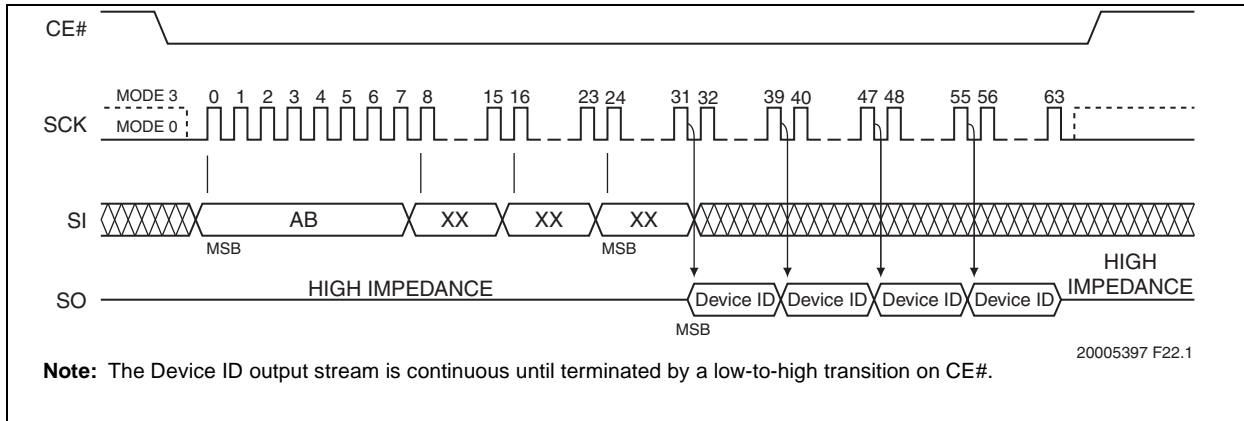 CE#
MODE 3
0 1 2 3 4 5 6 7 8 15 16 23 24 31 32 39 40 47 48 55 56 63
SCK
MODE 0
SI
AB XX XX XX
MSB MSB
HIGH IMPEDANCE
HIGH IMPEDANCE
SO
Device ID Device ID Device ID Device ID
MSB
20005397 F22.1
Note: The Device ID output stream is continuous until terminated by a low-to-high transition on CE#.